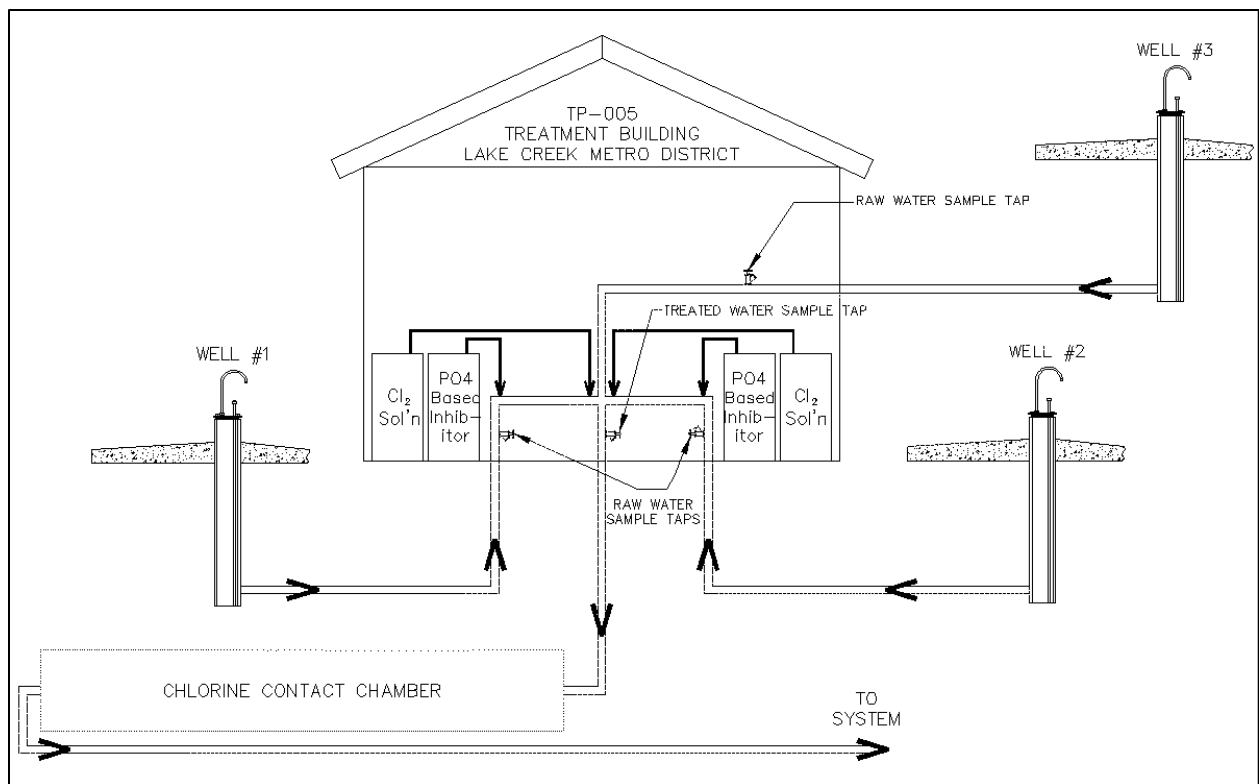 WELL #3
TP-005
TREATMENT BUILDING
LAKE CREEK METRO DISTRICT
RAW WATER SAMPLE TAP
TREATED WATER SAMPLE TAP
WELL #1
WELL #2
Cl₂
Sol'n
PO4
Based
Inhib-
itor
PO4
Based
Inhib-
itor
Cl₂
Sol'n
RAW WATER
SAMPLE TAPS
CHLORINE CONTACT CHAMBER
TO
SYSTEM